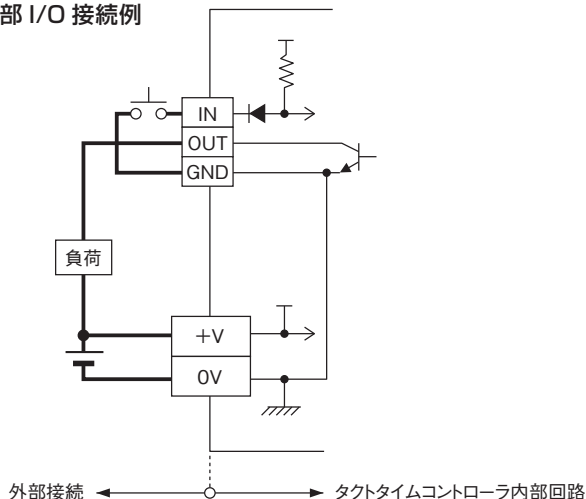 部 I/O 接続例
IN
OUT
GND
負荷
+V
0V
外部接続
タクトタイムコントローラ内部回路